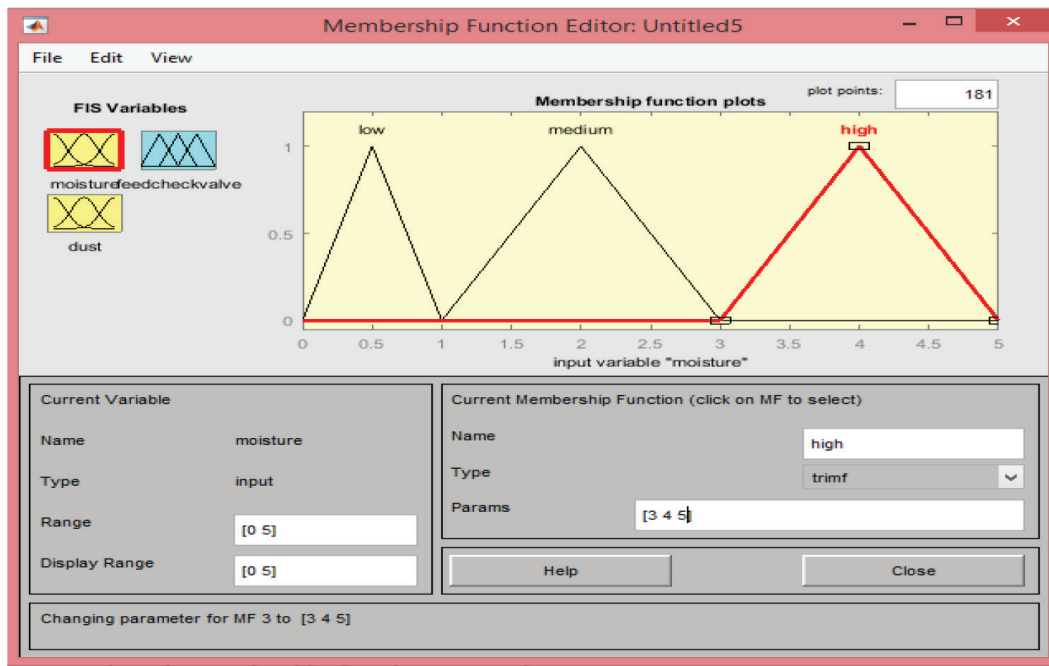 Membership Function Editor: Untitled5
File Edit View
FIS Variables
moisture feedcheckvalve
dust
Membership function plots
plot points: 181
low medium high
1
0.5
0
0 0.5 1 1.5 2 2.5 3 3.5 4 4.5 5
input variable "moisture"
Current Variable
Name moisture
Type input
Range [0 5]
Display Range [0 5]
Current Membership Function (click on MF to select)
Name high
Type trimf
Params [3 4 5]
Help Close
Changing parameter for MF 3 to [3 4 5]